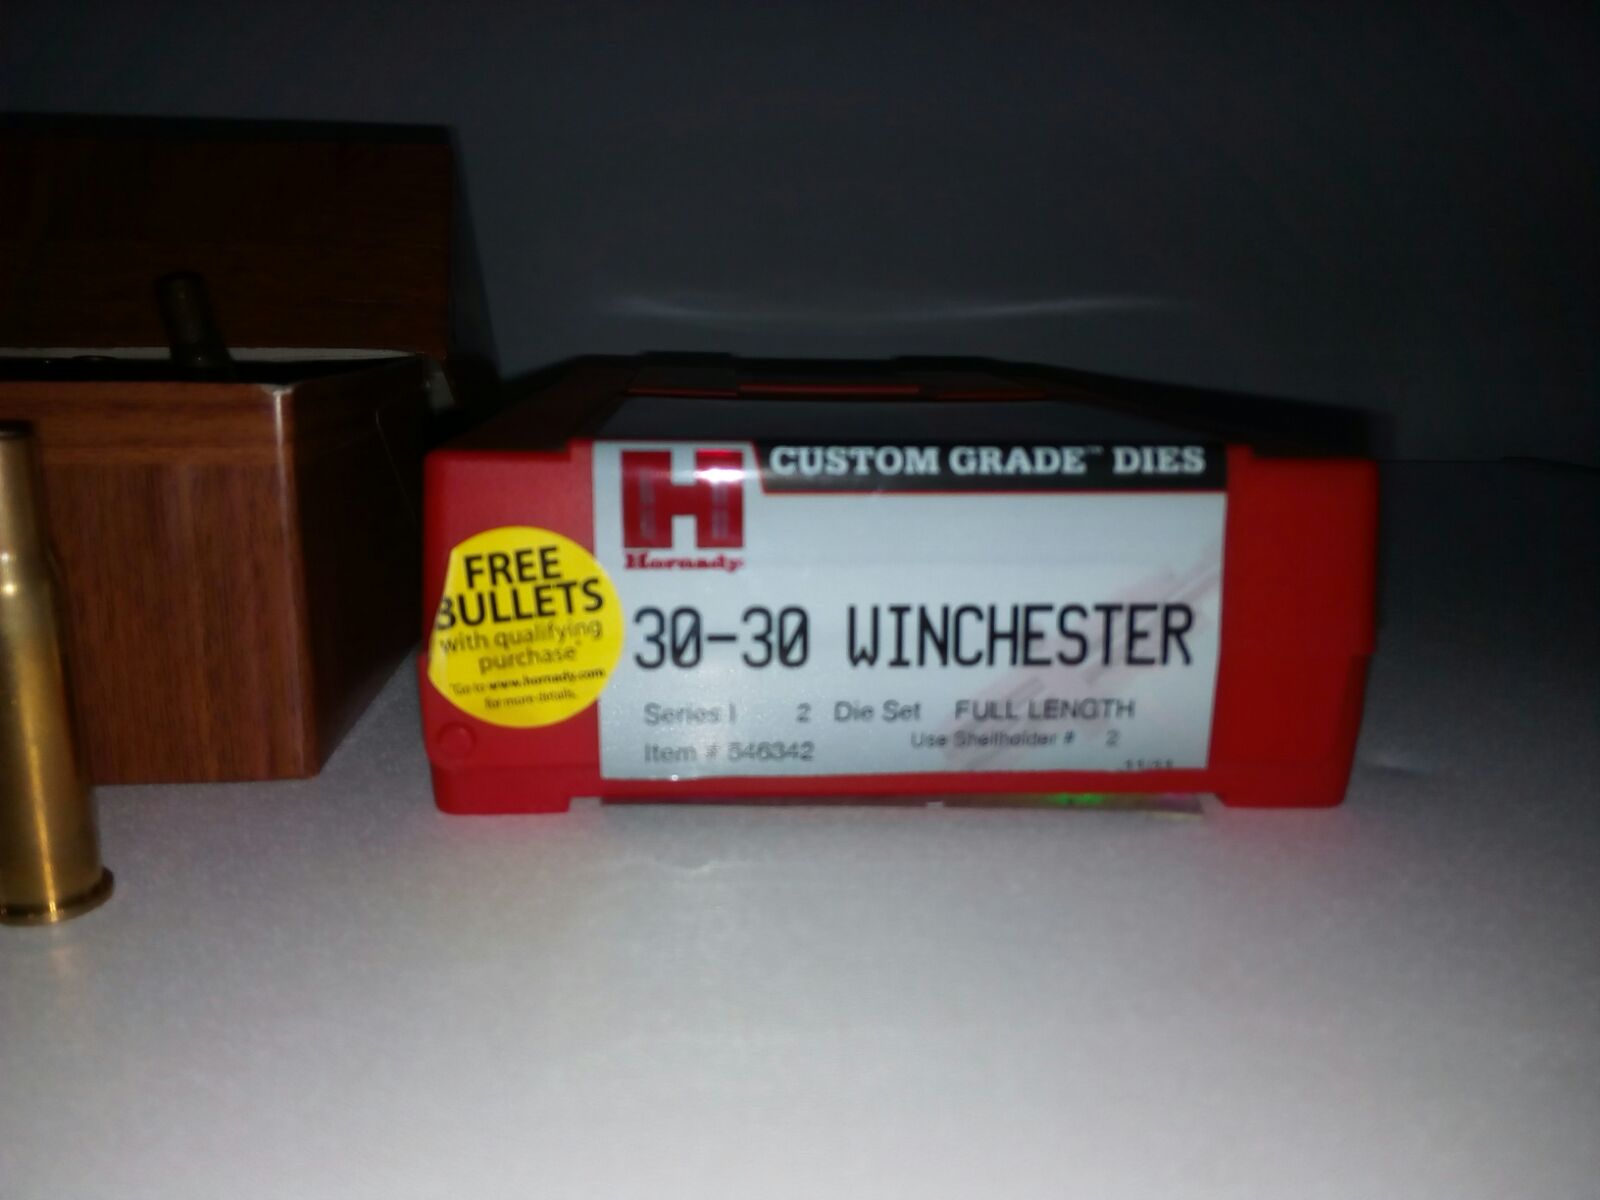 CUSTOM GRADE™ DIES
H
Hornady
FREE
BULLETS
with qualifying
purchase*
*Go to www.hornady.com
for more details.
30-30 WINCHESTER
Series I 2 Die Set FULL LENGTH
Use Shellholder # 2
Item # 546342